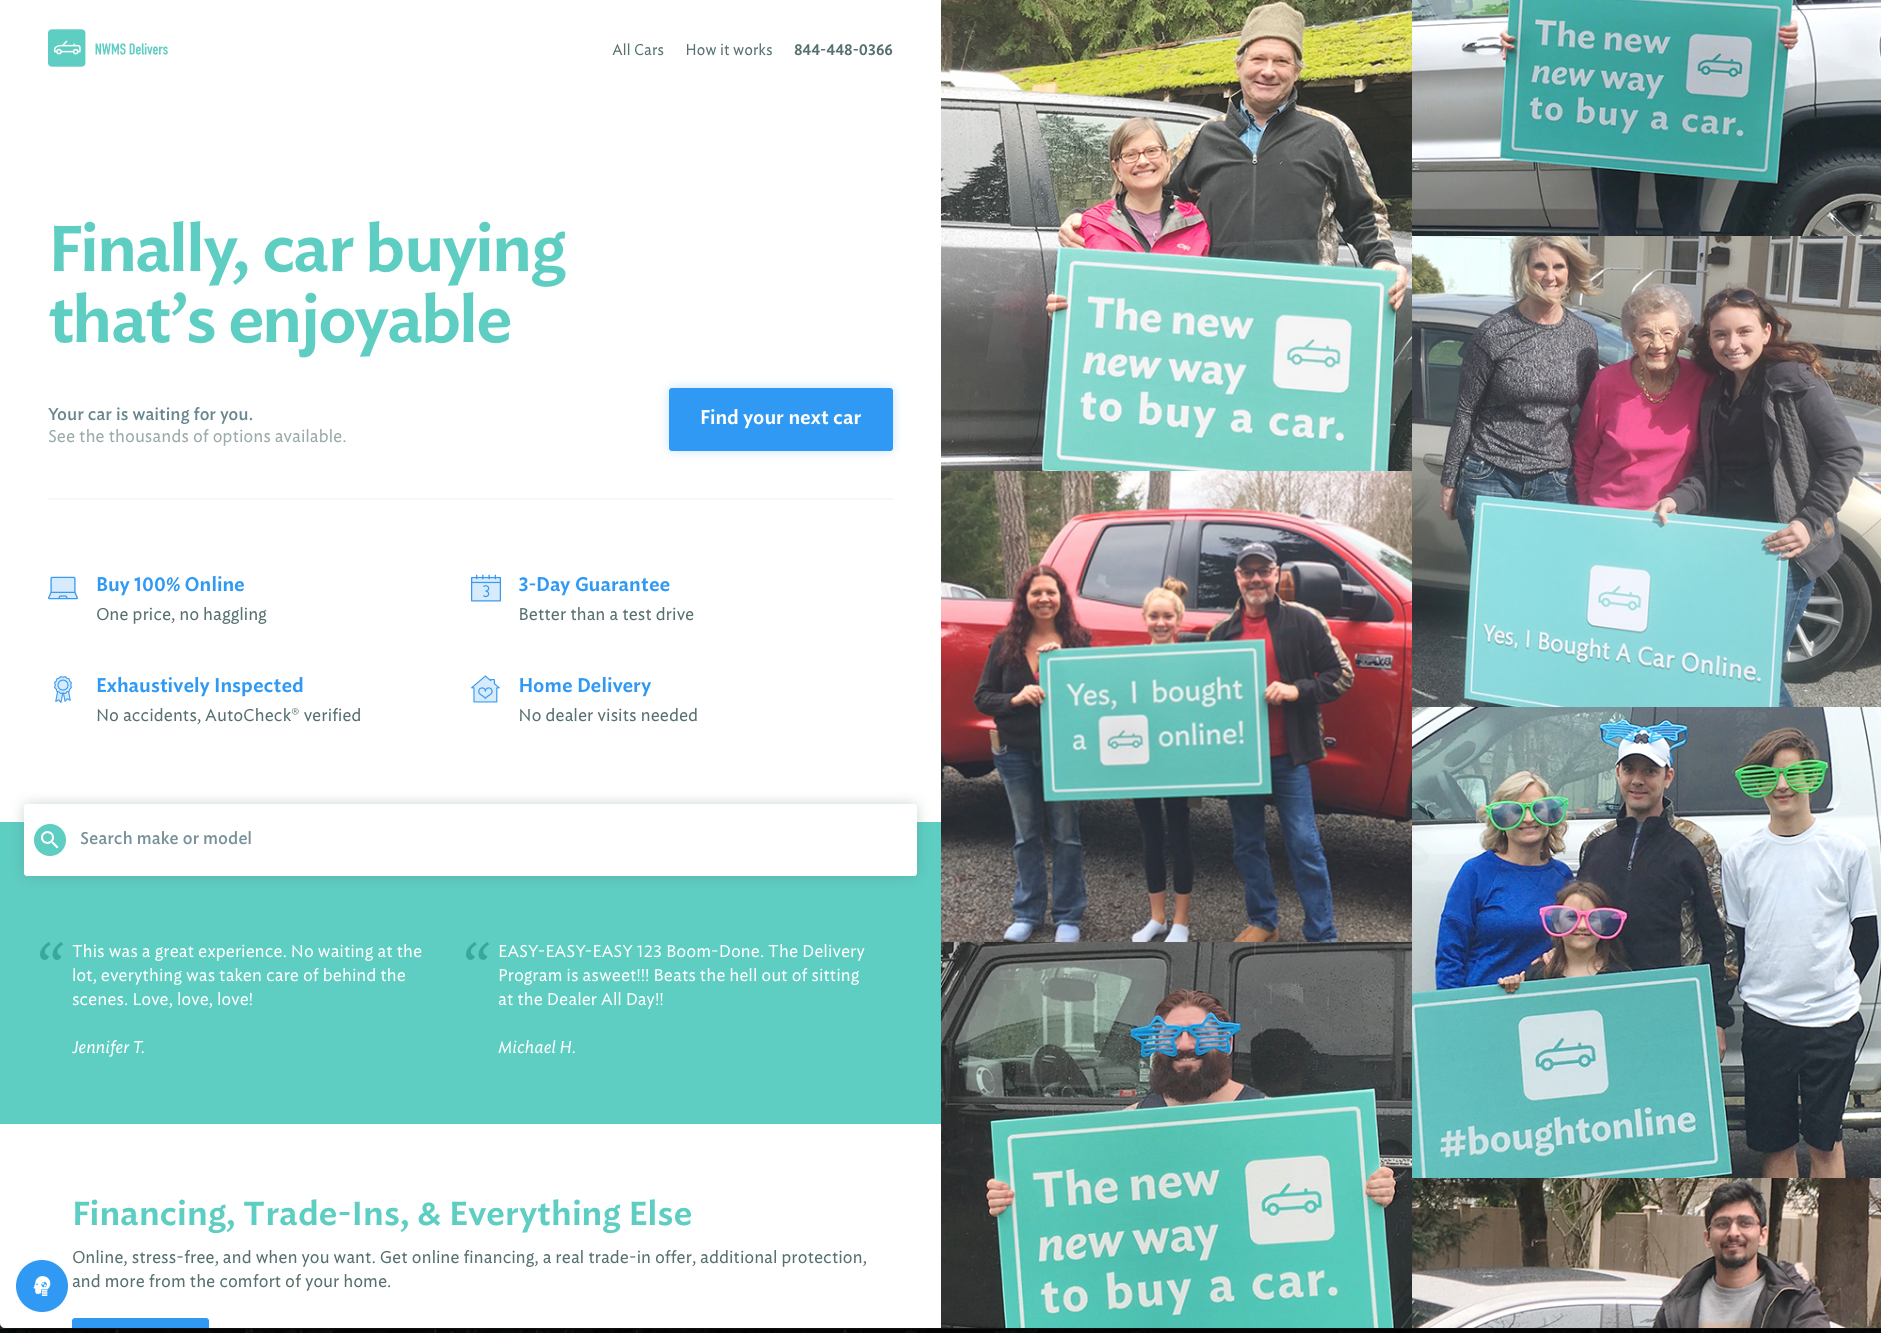 NWMS Delivers
All Cars
How it works
844-448-0366
Finally, car buying
that’s enjoyable
Your car is waiting for you.
See the thousands of options available.
Find your next car
Buy 100% Online
One price, no haggling
3
3-Day Guarantee
Better than a test drive
Exhaustively Inspected
No accidents, AutoCheck® verified
Home Delivery
No dealer visits needed
Search make or model
“ This was a great experience. No waiting at the
lot, everything was taken care of behind the
scenes. Love, love, love!
Jennifer T.
“ EASY-EASY-EASY 123 Boom-Done. The Delivery
Program is asweet!!! Beats the hell out of sitting
at the Dealer All Day!!
Michael H.
Financing, Trade-Ins, & Everything Else
Online, stress-free, and when you want. Get online financing, a real trade-in offer, additional protection,
and more from the comfort of your home.
The new
new way
to buy a car.
Yes, I bought
a online!
The new
new way
to buy a car.
The new
new way
to buy a car.
Yes, I Bought A Car Online.
#boughtonline